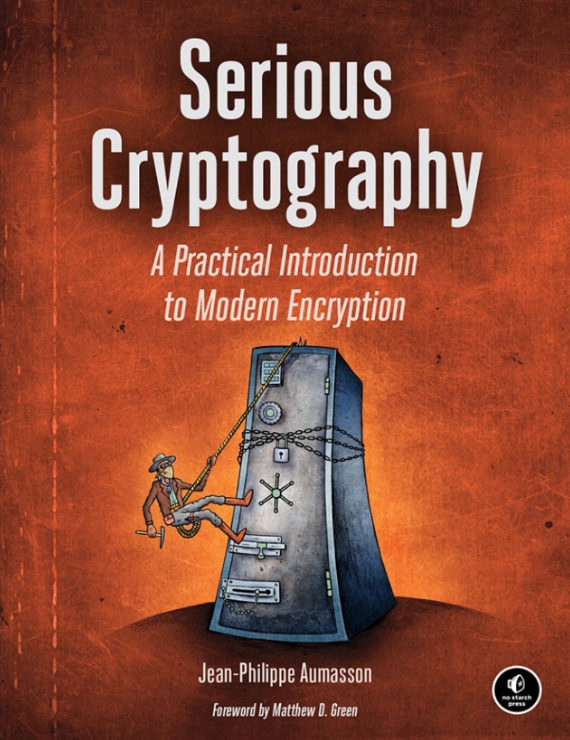 Serious
Cryptography
A Practical Introduction
to Modern Encryption
Jean-Philippe Aumasson
Foreword by Matthew D. Green
no starch
press